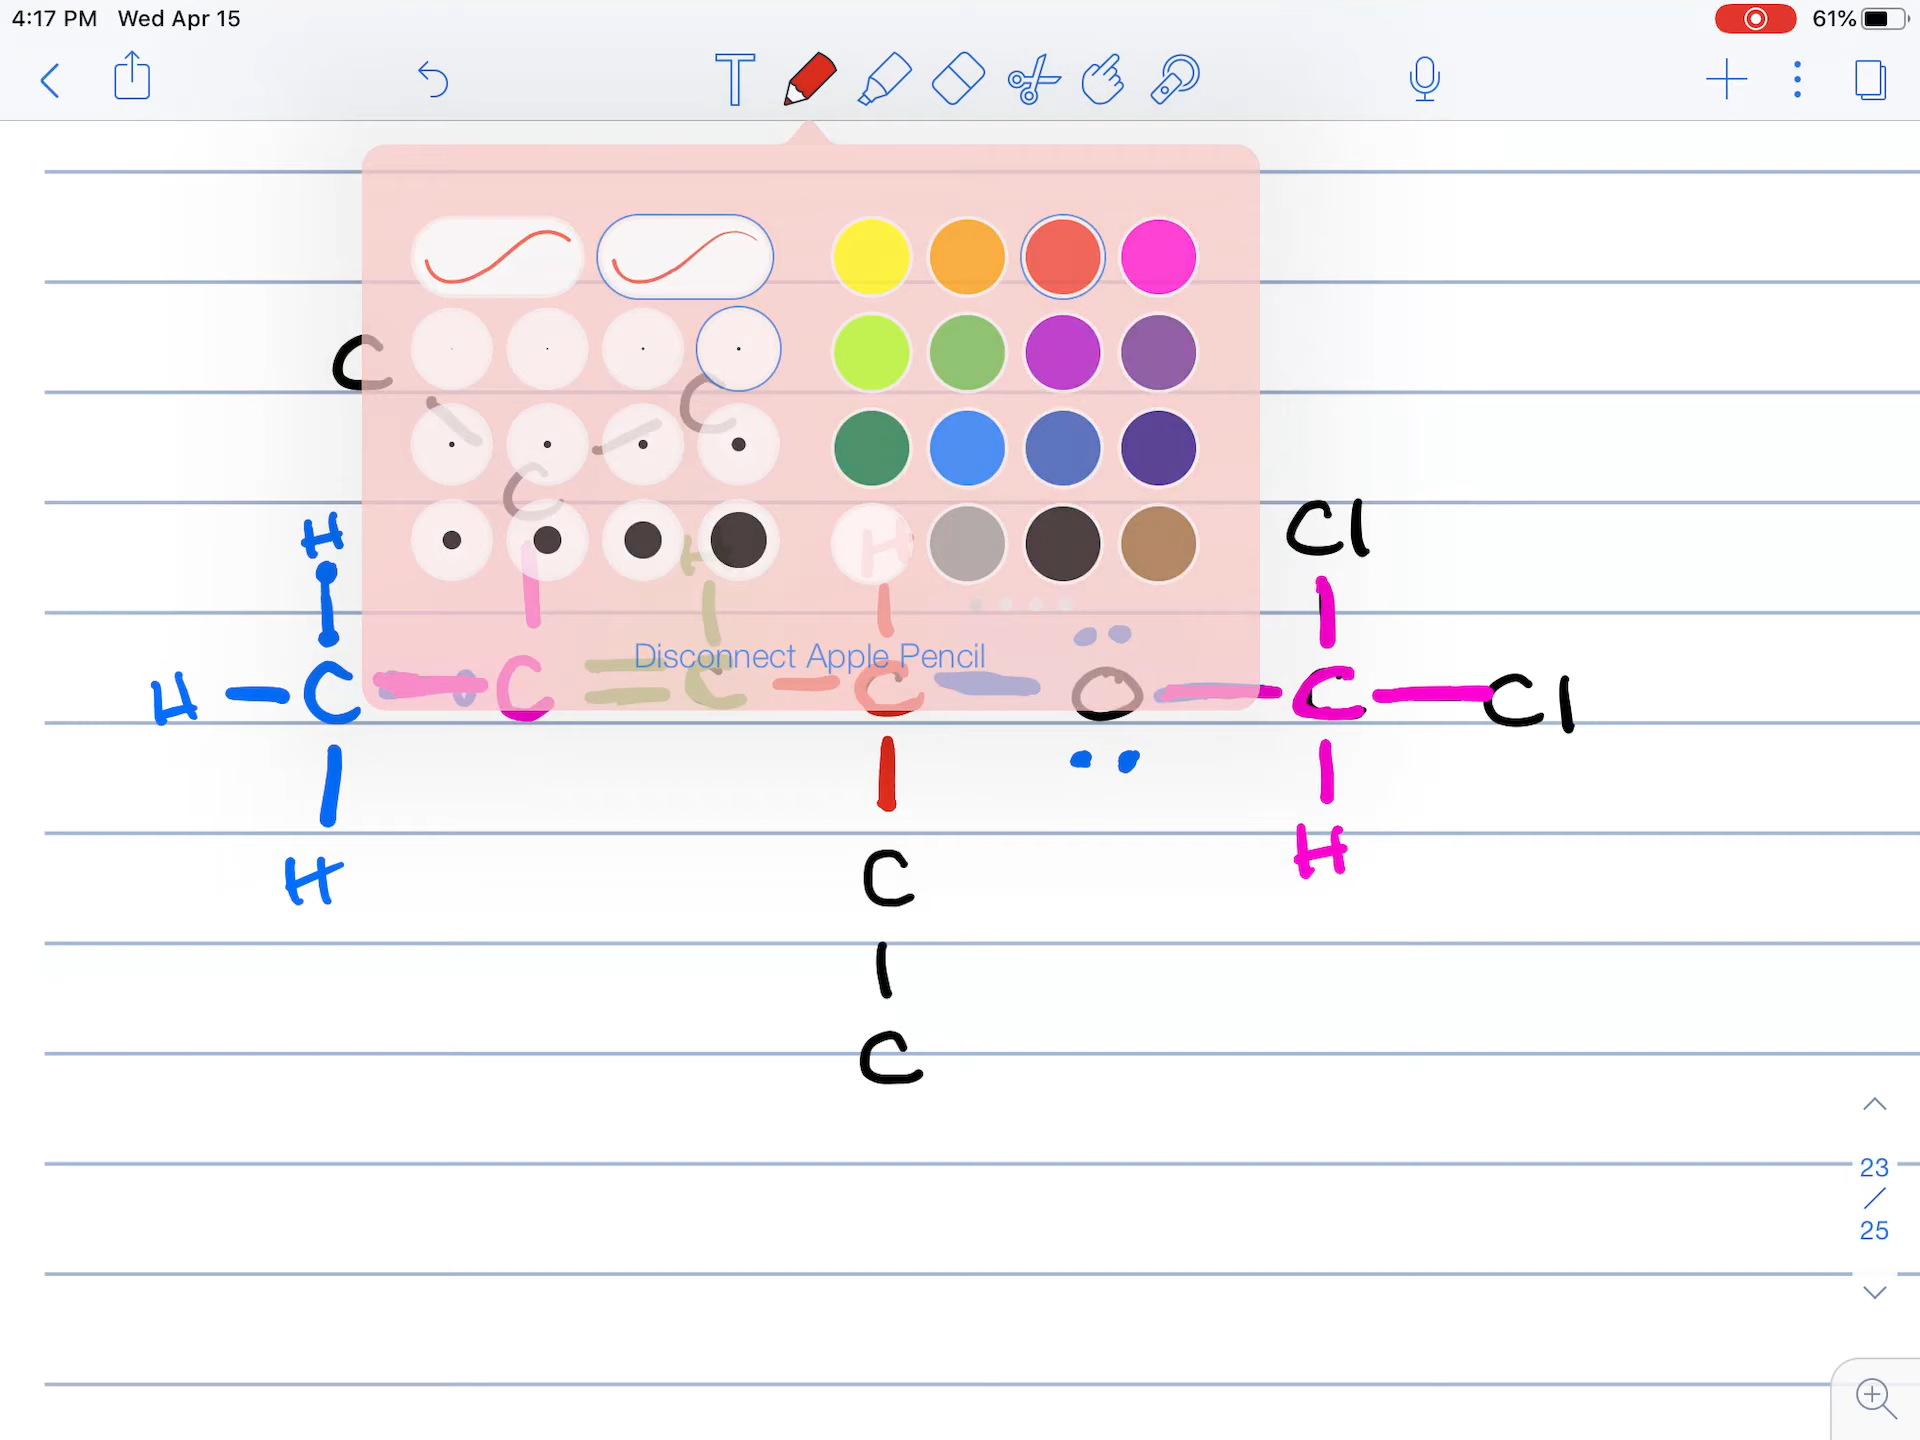 4:17 PM Wed Apr 15 61%
T
C
C
C
H H H Cl
Disconnect Apple Pencil
H C C C C O C Cl
H C H
C
23
/
25